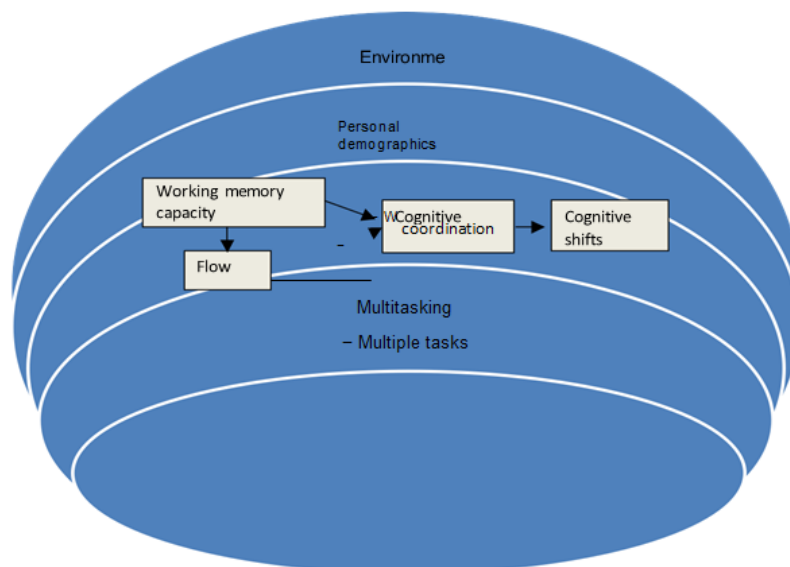 Environme
Personal
demographics
Working memory
capacity
– W
Cognitive
coordination
Cognitive
shifts
–
Flow
Multitasking
– Multiple tasks